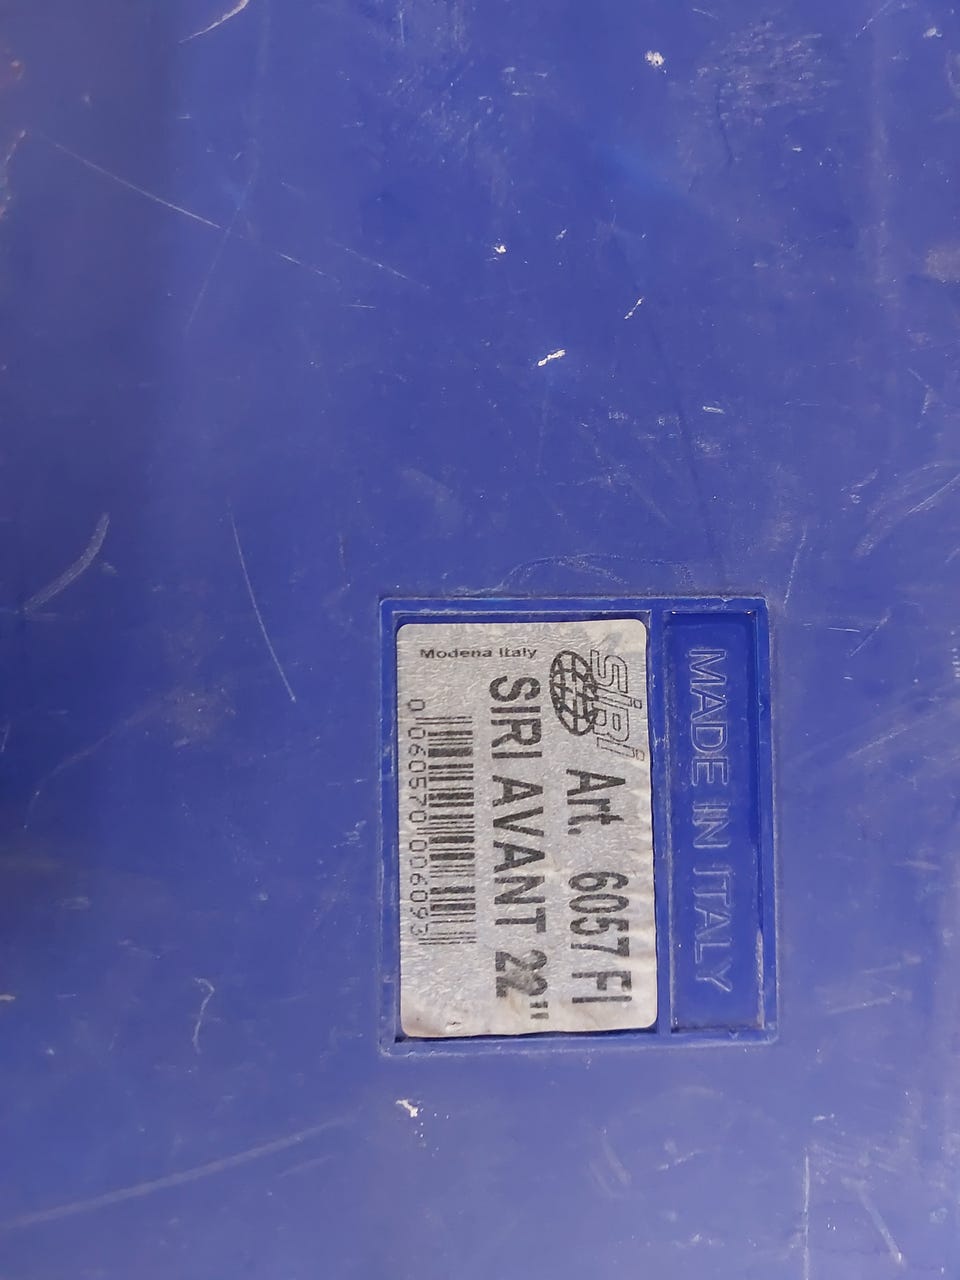 MADE IN ITALY
SIRI Art. 6057 FI
SIRI AVANT 22"
Modena Italy
0060570006093